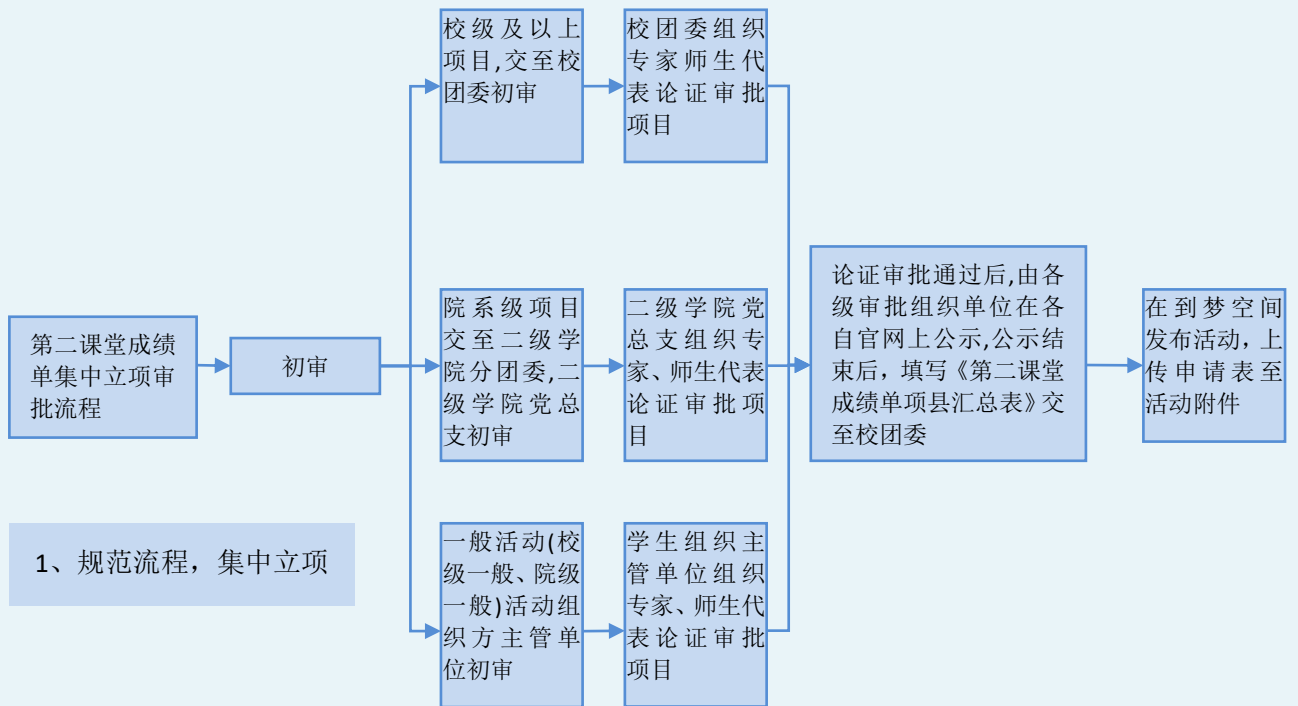 校级及以上
项目,交至校
团委初审
校团委组织
专家师生代
表论证审批
项目
第二课堂成绩
单集中立项审
批流程
初审
院系级项目
交至二级学
院分团委,二
级学院党总
支初审
二级学院党
总支组织专
家、师生代表
论证审批项
目
论证审批通过后,由各
级审批组织单位在各
自官网上公示,公示结
束后，填写《第二课堂
成绩单项县汇总表》交
至校团委
在到梦空间
发布活动，上
传申请表至
活动附件
1、规范流程，集中立项
一般活动(校
级一般、院级
一般)活动组
织方主管单
位初审
学生组织主
管单位组织
专家、师生代
表论证审批
项目